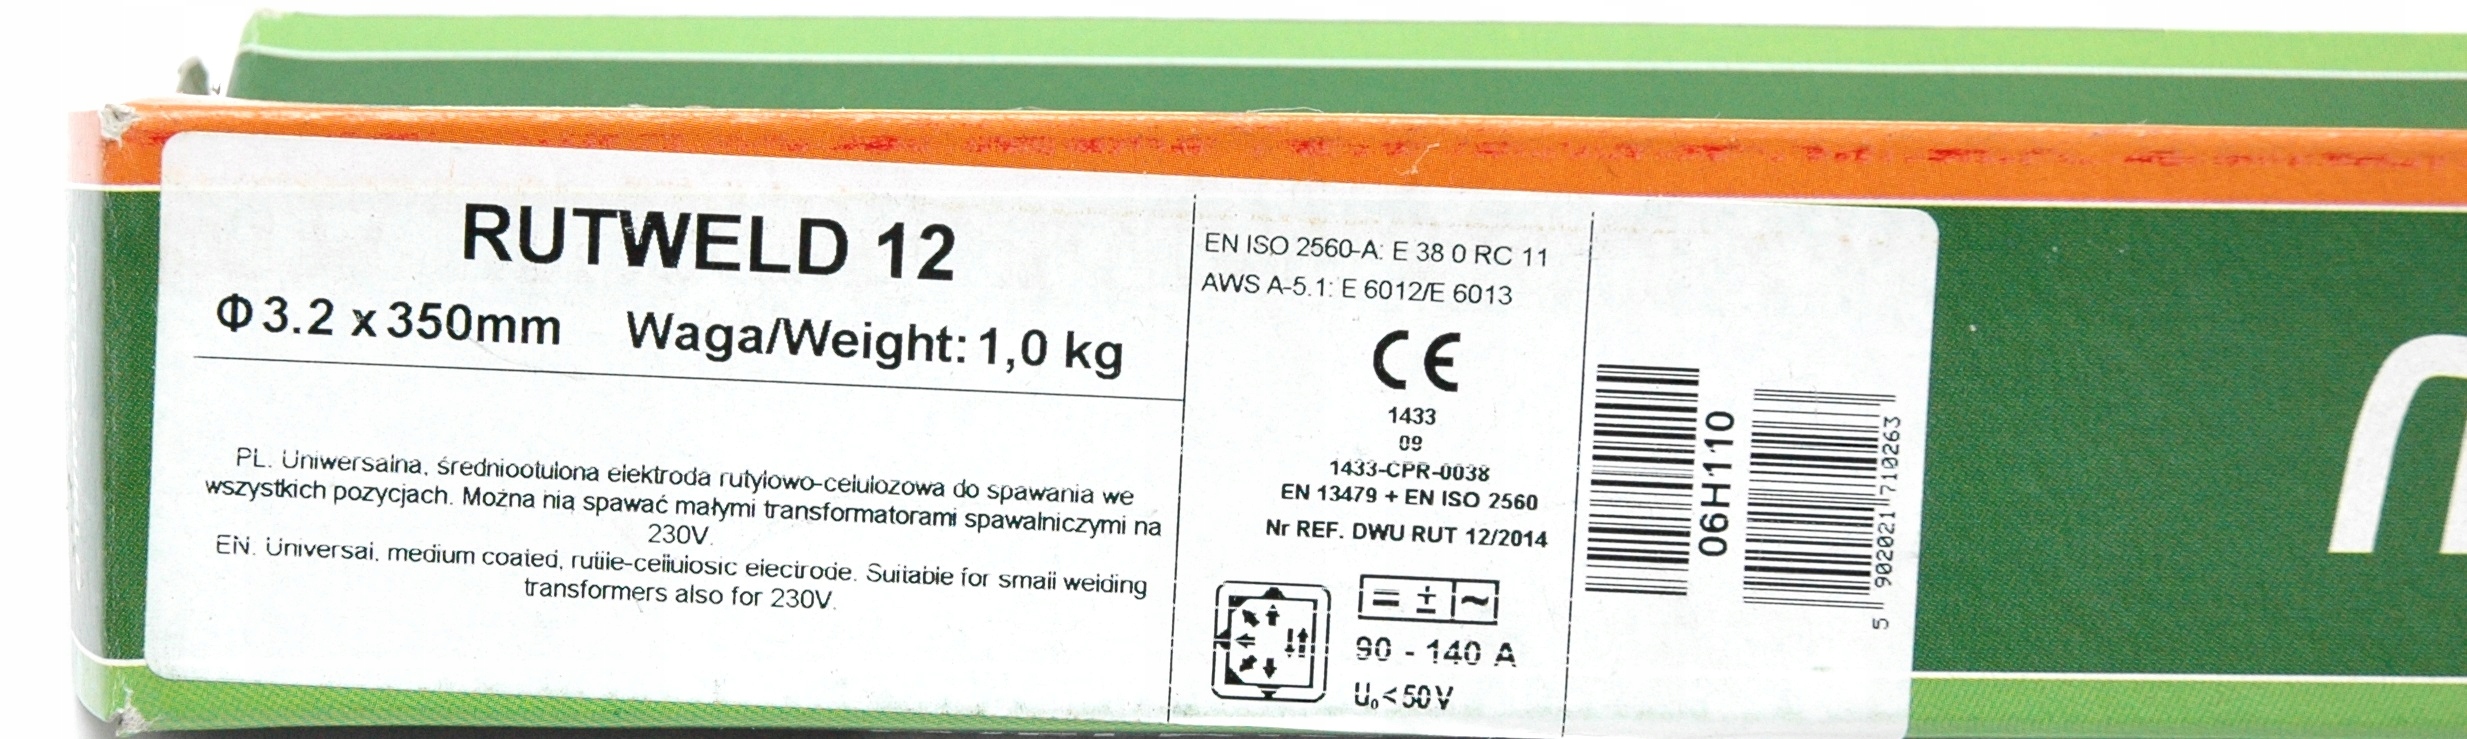 RUTWELD 12
Φ3.2 x 350mm Waga/Weight: 1,0 kg
PL. Uniwersalna, średniootulona elektroda rutylowo-celulozowa do spawania we
wszystkich pozycjach. Można nią spawać małymi transformatorami spawalniczymi na
230V.
EN. Universal, medium coated, rutile-cellulosic electrode. Suitable for small welding
transformers also for 230V.
EN ISO 2560-A: E 38 0 RC 11
AWS A-5.1: E 6012/E 6013
CE
1433
09
1433-CPR-0038
EN 13479 + EN ISO 2560
Nr REF. DWU RUT 12/2014
= ± ~
90 - 140 A
U₀<50V
06H110
5 902021 710263